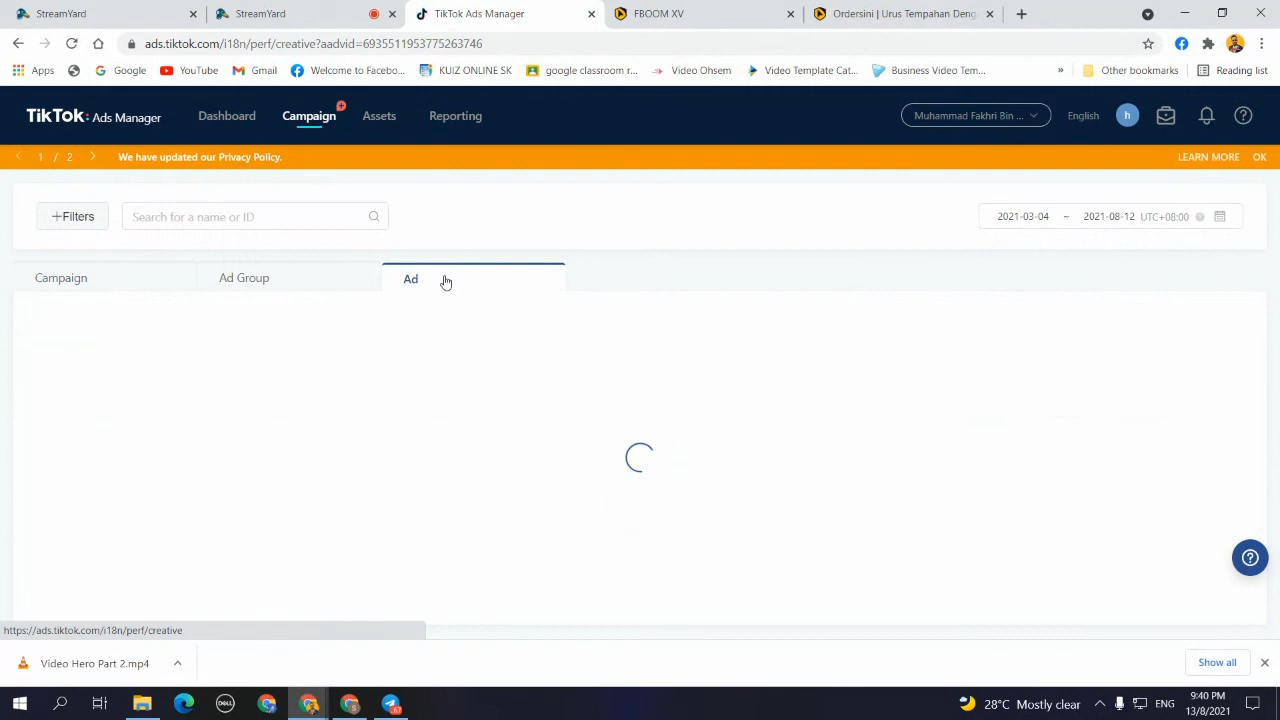 StreamYard
StreamYard
TikTok Ads Manager
FBOOM XV
Ordersini | Urus Tempahan Deng
ads.tiktok.com/i18n/perf/creative?aadvid=6935511953775263746
Apps
Google
YouTube
Gmail
Welcome to Facebo...
KUIZ ONLINE SK
google classroom r...
Video Ohsem
Video Template Cat...
Business Video Tem...
»
Other bookmarks
Reading list
TikTok: Ads Manager
Dashboard
Campaign
Assets
Reporting
Muhammad Fakhri Bin ...
English
h
1 / 2
We have updated our Privacy Policy.
LEARN MORE
OK
+Filters
Search for a name or ID
2021-03-04 ~ 2021-08-12 UTC+08:00
Campaign
Ad Group
Ad
https://ads.tiktok.com/i18n/perf/creative
Video Hero Part 2.mp4
Show all
DELL
28°C Mostly clear
ENG
9:40 PM
13/8/2021